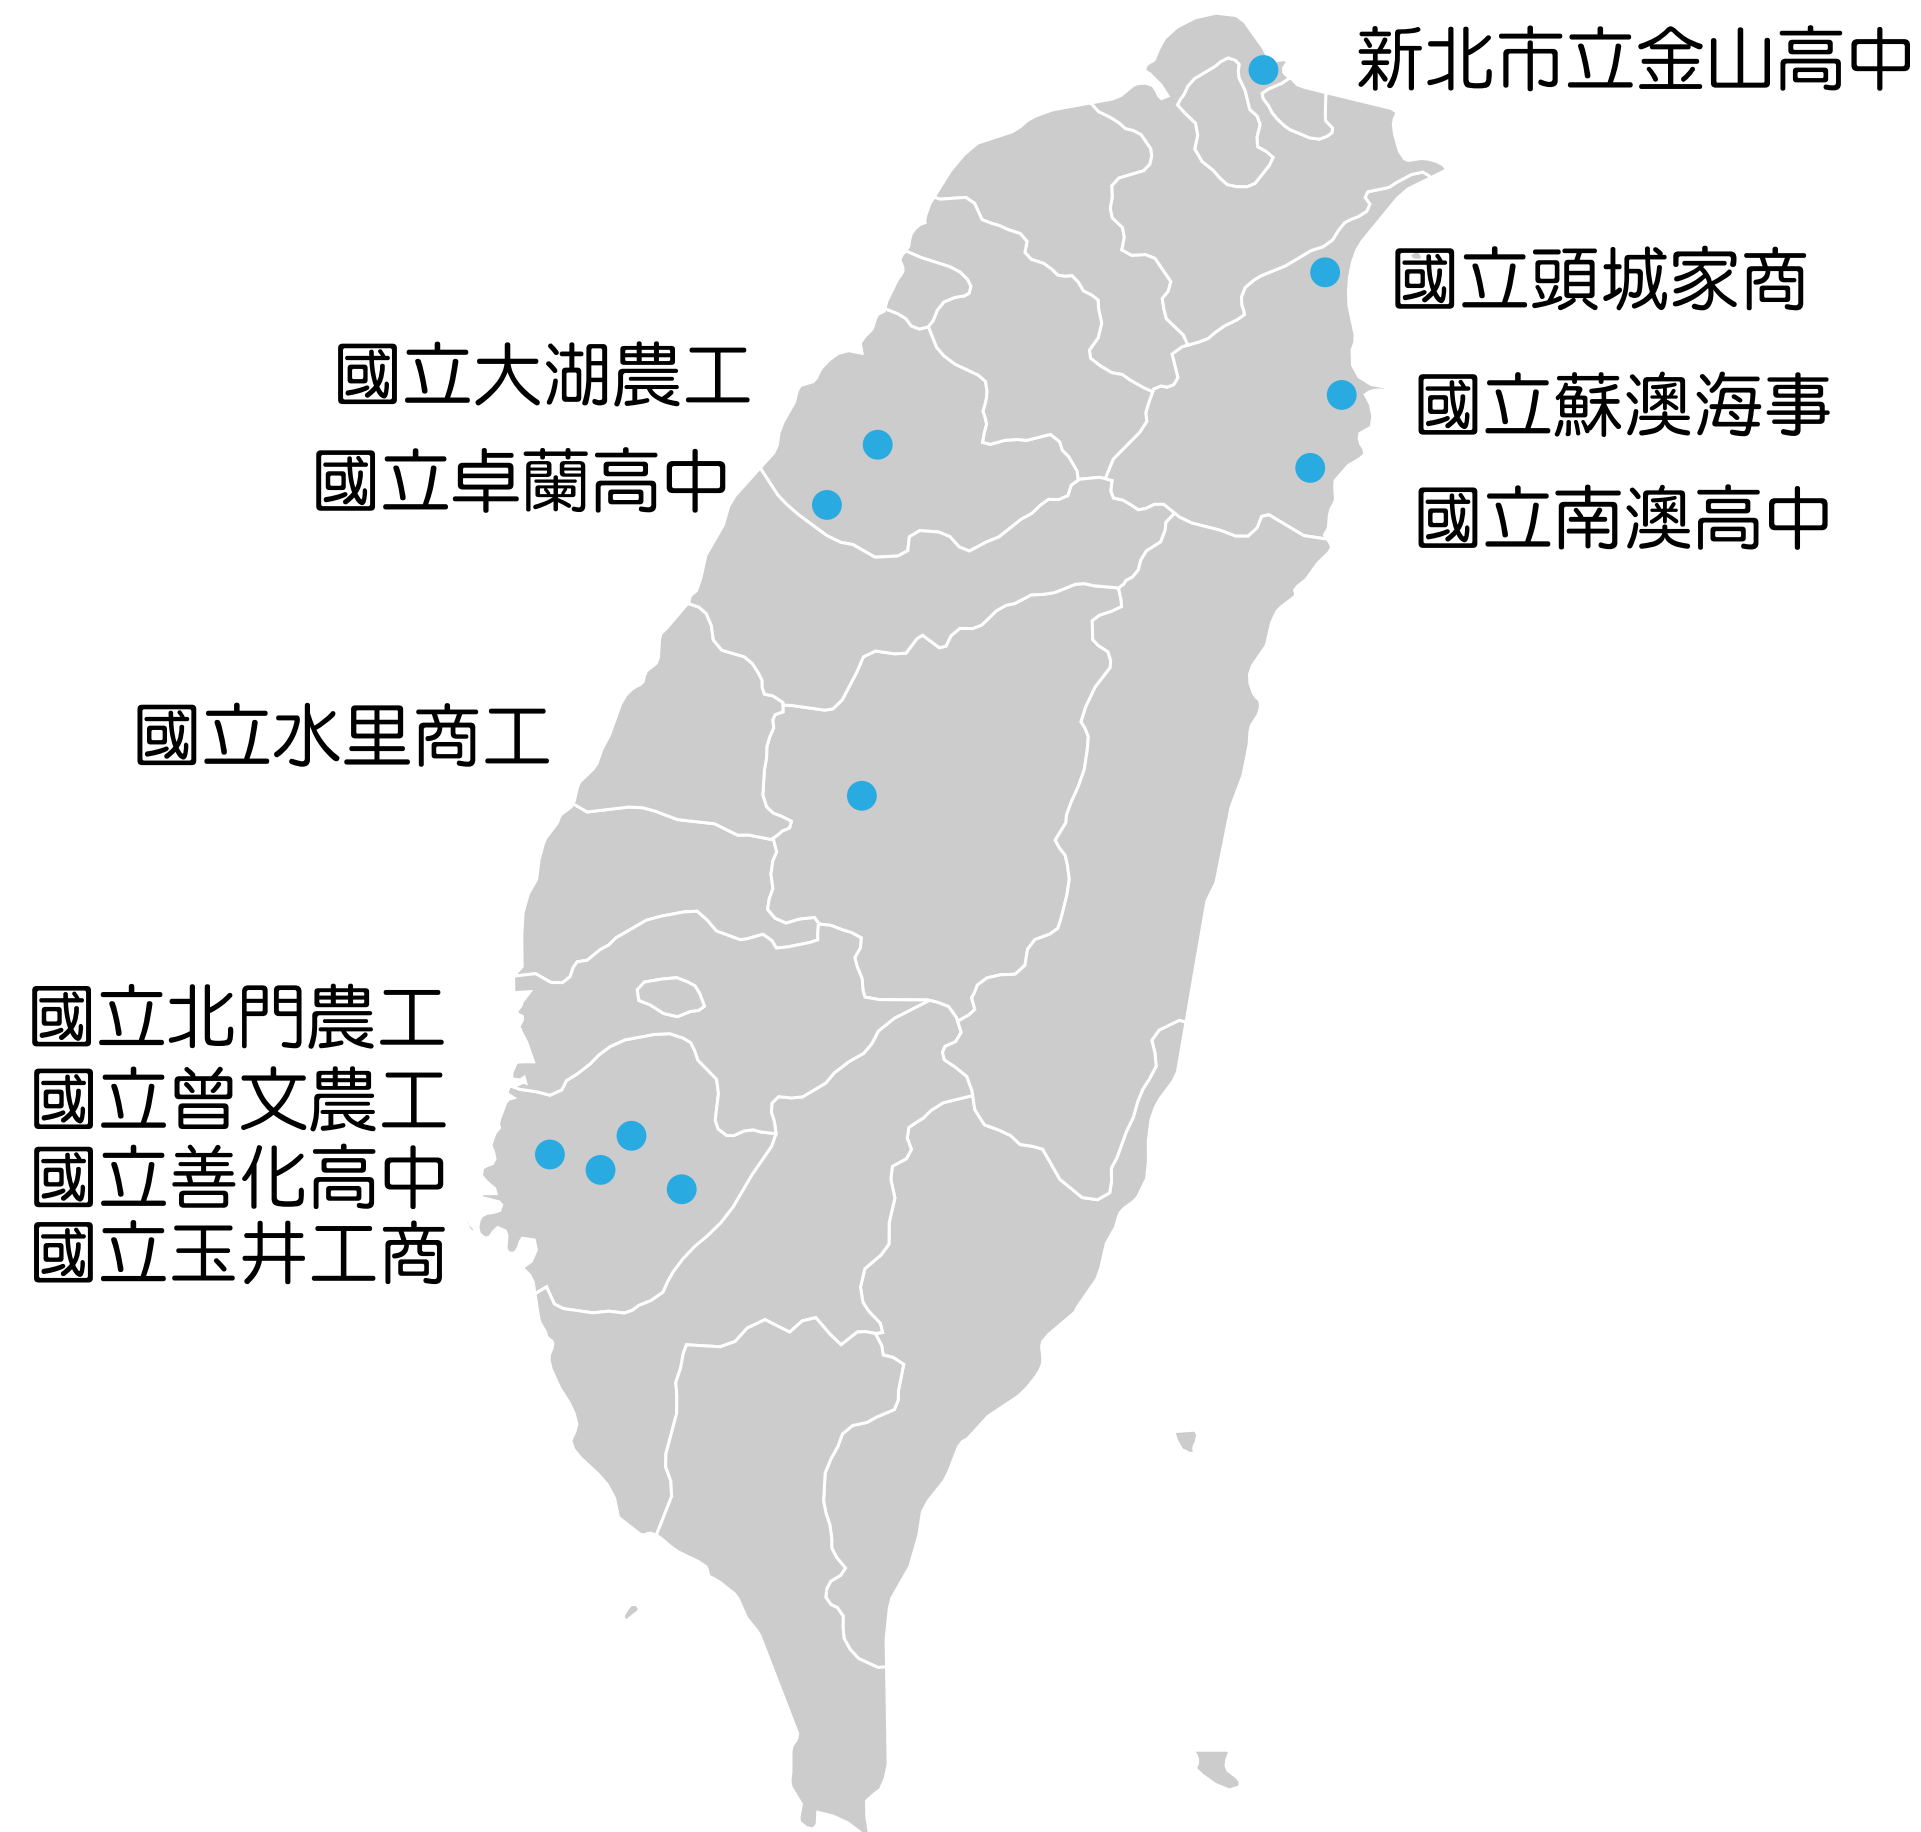 新北市立金山高中
國立頭城家商
國立大湖農工
國立蘇澳海事
國立卓蘭高中
國立南澳高中
國立水里商工
國立北門農工
國立曾文農工
國立善化高中
國立玉井工商